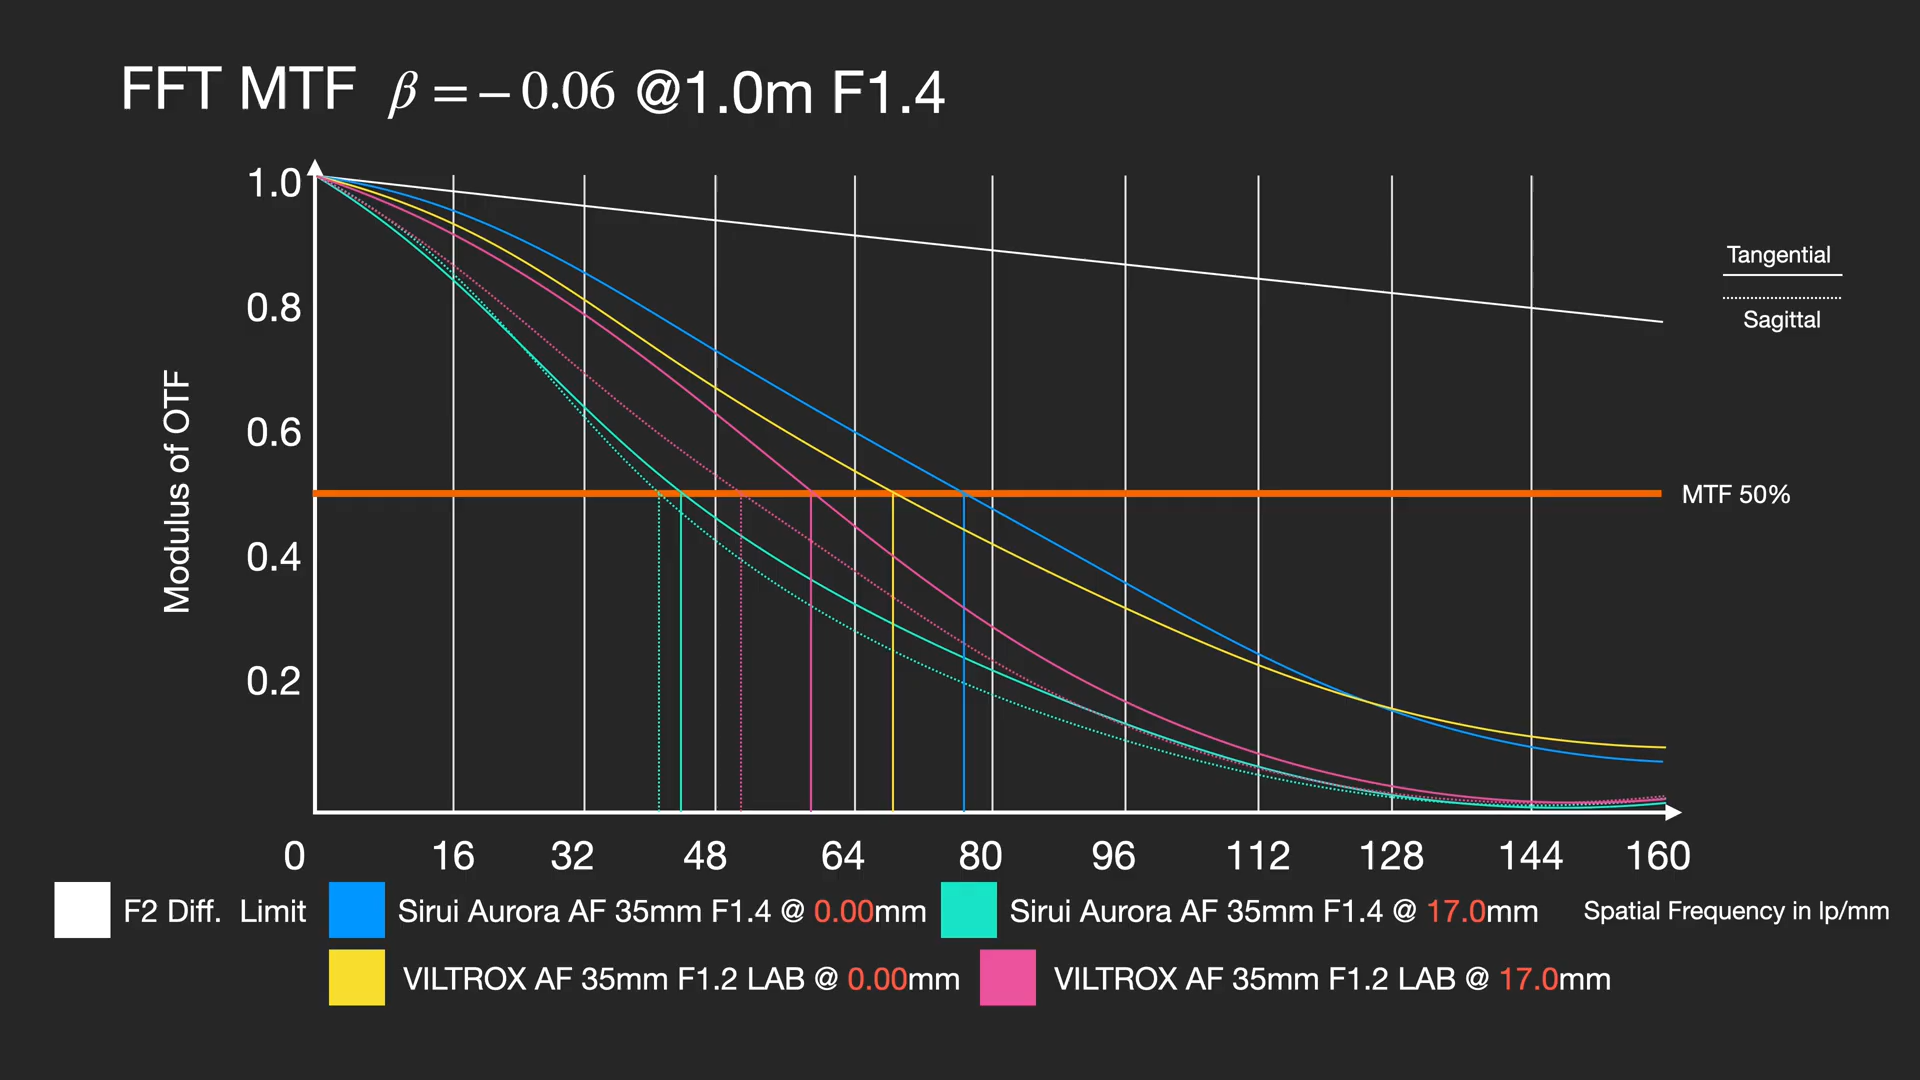 FFT MTF β = − 0.06 @1.0m F1.4
1.0
0.8
0.6
0.4
0.2
Modulus of OTF
Tangential
Sagittal
MTF 50%
0 16 32 48 64 80 96 112 128 144 160
F2 Diff. Limit Sirui Aurora AF 35mm F1.4 @ 0.00mm Sirui Aurora AF 35mm F1.4 @ 17.0mm Spatial Frequency in lp/mm
VILTROX AF 35mm F1.2 LAB @ 0.00mm VILTROX AF 35mm F1.2 LAB @ 17.0mm